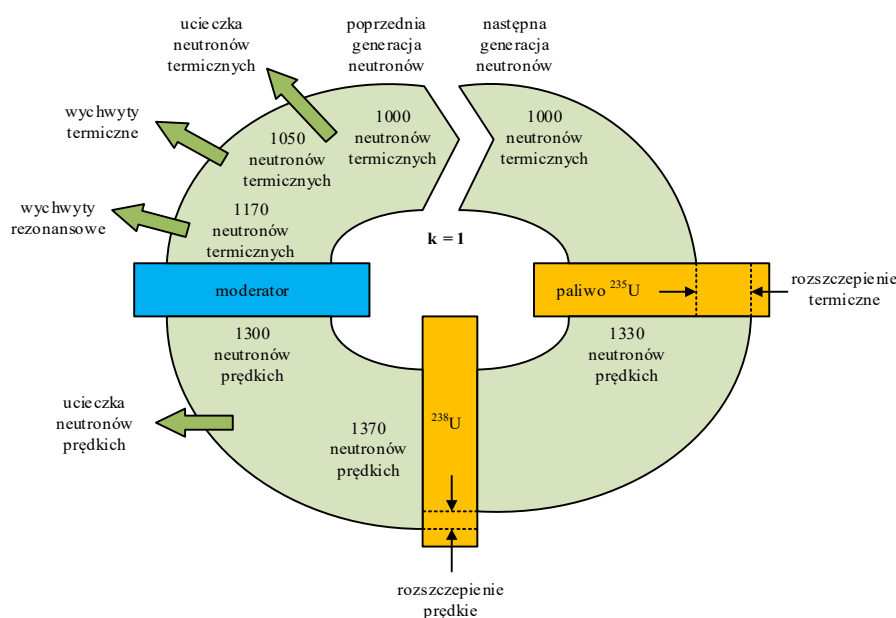 ucieczka
neutronów
termicznych
poprzednia
generacja
neutronów
następna
generacja
neutronów
wychwyty
termiczne
1050
neutronów
termicznych
1000
neutronów
termicznych
1000
neutronów
termicznych
wychwyty
rezonansowe
1170
neutronów
termicznych
k = 1
moderator
paliwo ²³⁵U
rozszczepienie
termiczne
1300
neutronów
prędkich
1330
neutronów
prędkich
ucieczka
neutronów
prędkich
1370
neutronów
prędkich
²³⁸U
rozszczepienie
prędkie